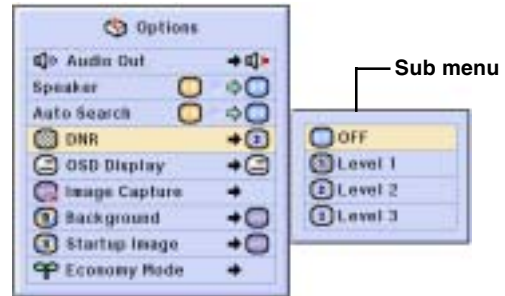 Options
Audio Out
Speaker
Auto Search
DNR
OSD Display
Image Capture
Background
Startup Image
Economy Mode
Sub menu
OFF
Level 1
Level 2
Level 3